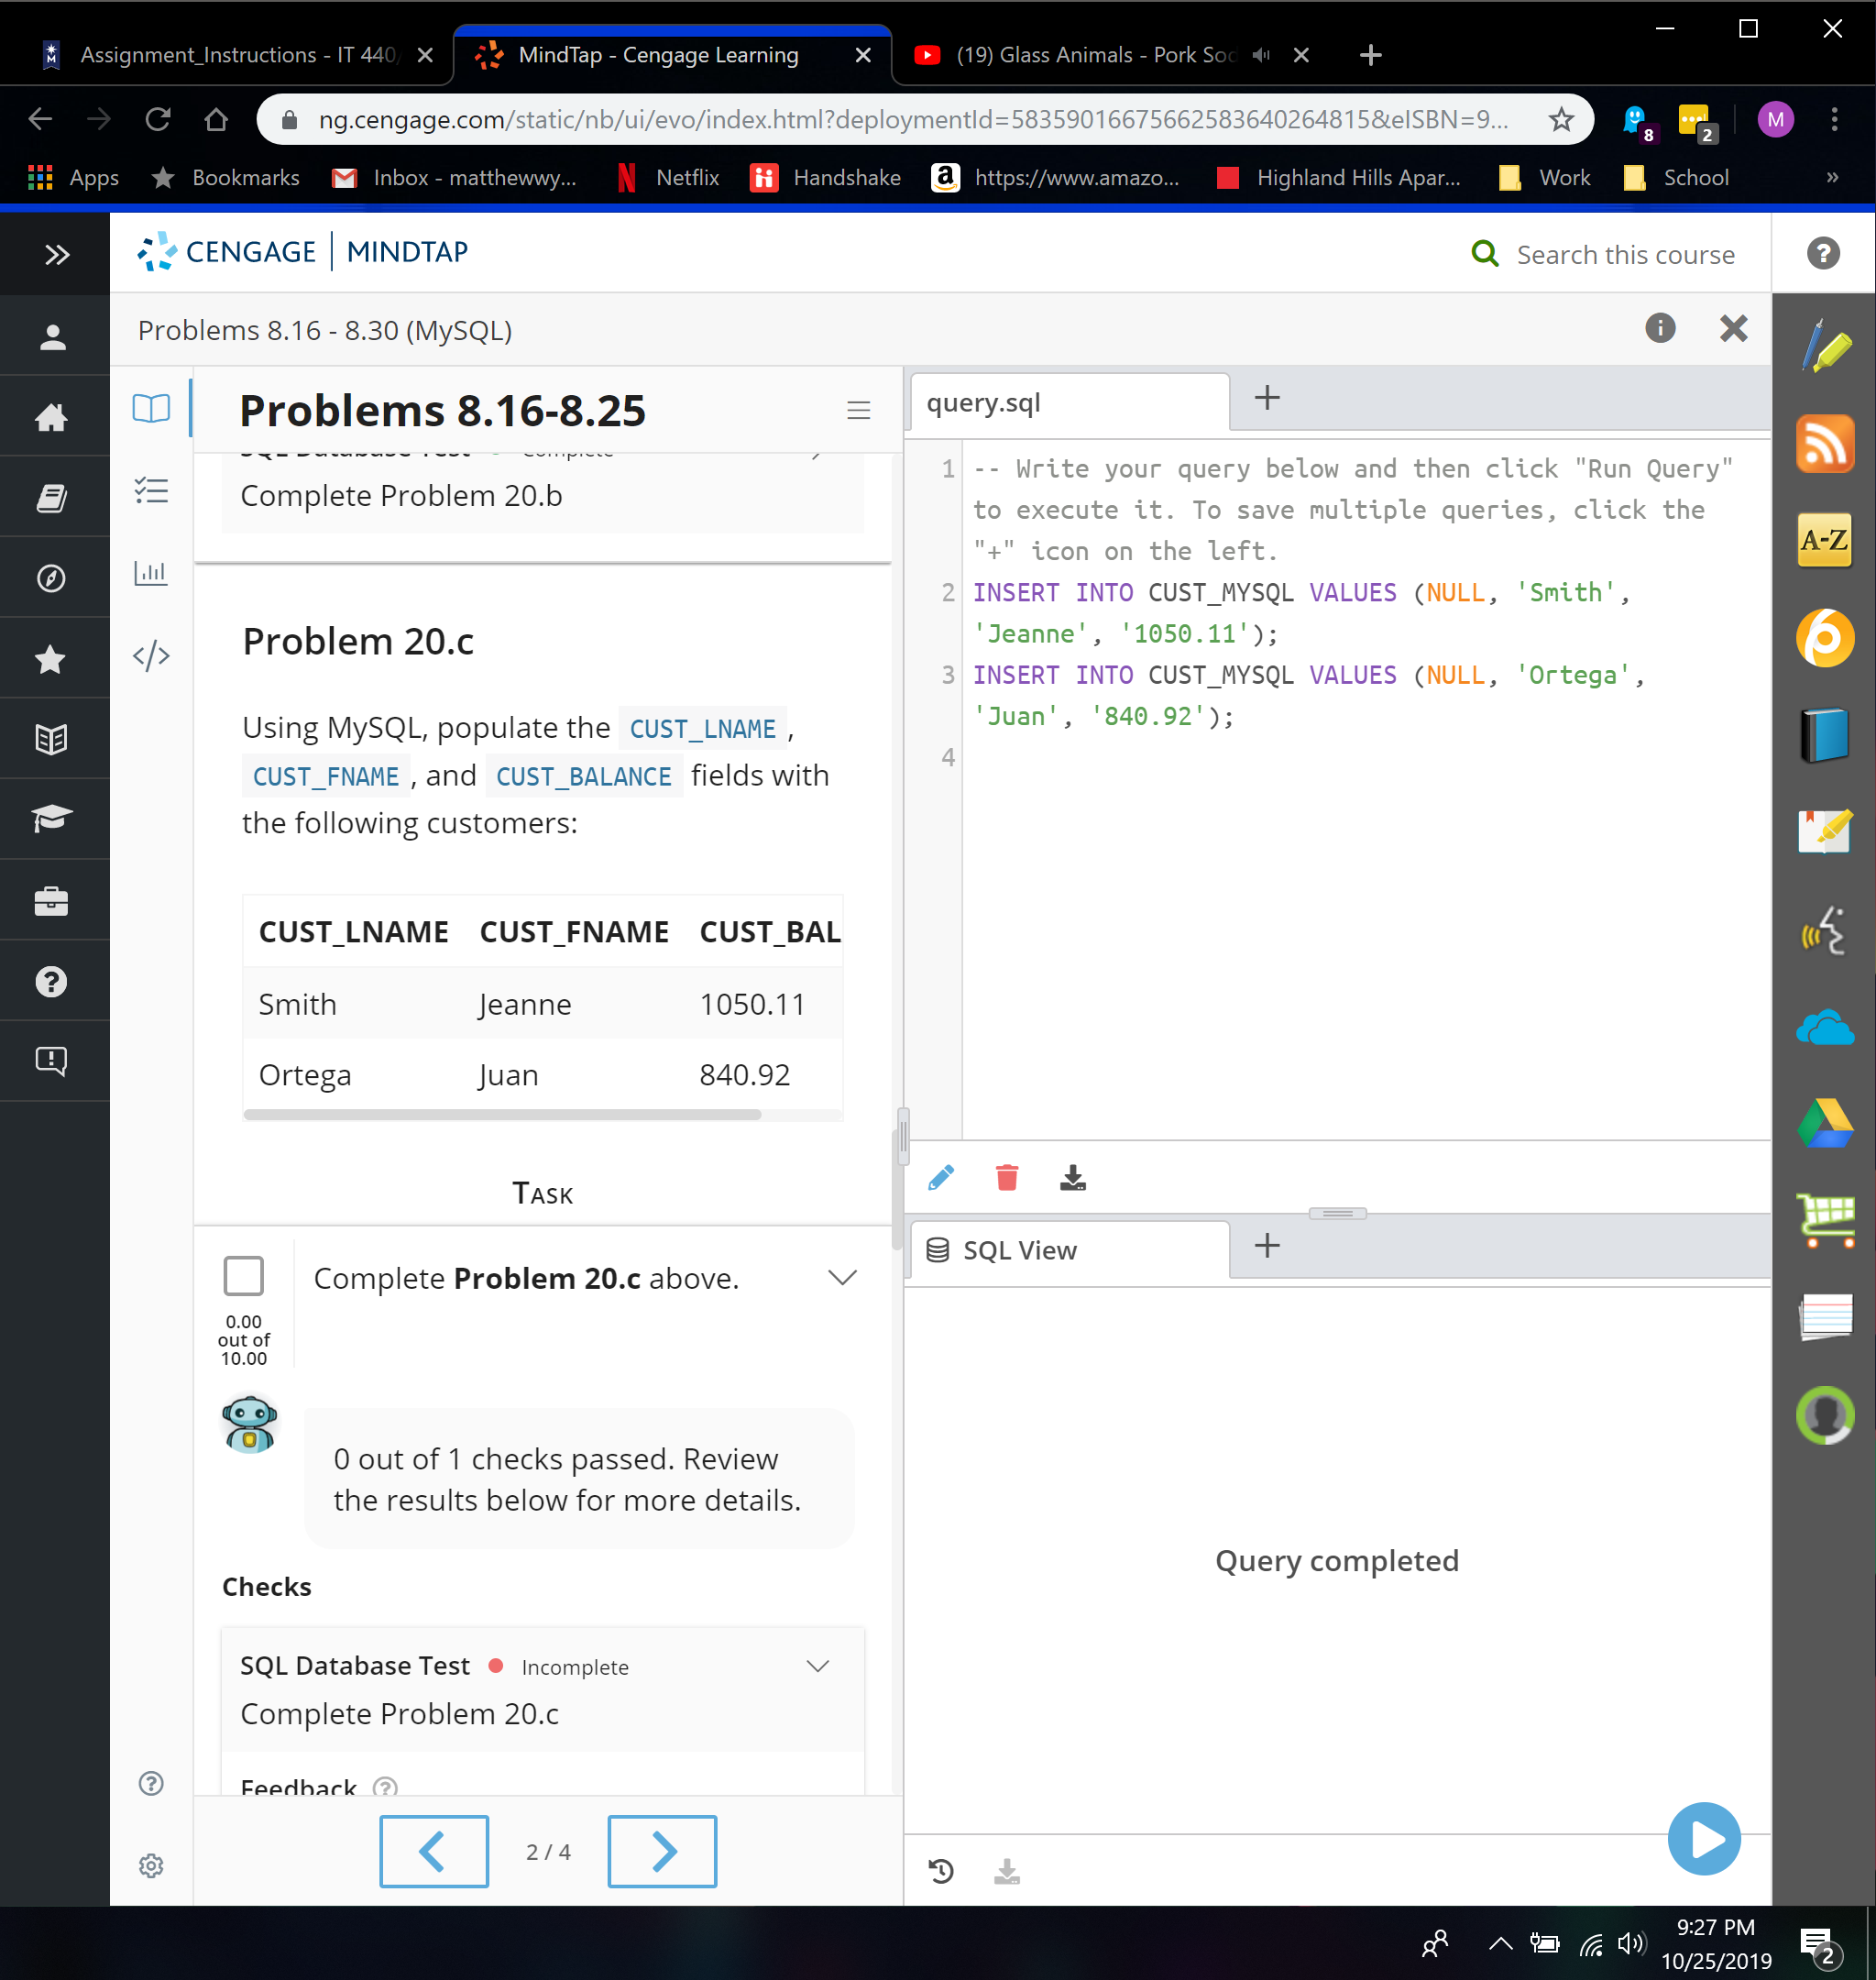 Assignment_Instructions - IT 440
MindTap - Cengage Learning
(19) Glass Animals - Pork Soc
ng.cengage.com/static/nb/ui/evo/index.html?deploymentId=5835901667566258364026​4815&eISBN=9...
8
2
M
Apps
Bookmarks
Inbox - matthewwy...
Netflix
Handshake
https://www.amazo...
Highland Hills Apar...
Work
School
»
CENGAGE | MINDTAP
Search this course
Problems 8.16 - 8.30 (MySQL)
Problems 8.16-8.25
SQL Database Test Complete
Complete Problem 20.b
Problem 20.c
Using MySQL, populate the CUST_LNAME ,
CUST_FNAME , and CUST_BALANCE fields with
the following customers:
CUST_LNAME CUST_FNAME CUST_BAL
Smith Jeanne 1050.11
Ortega Juan 840.92
TASK
Complete Problem 20.c above.
0.00
out of
10.00
0 out of 1 checks passed. Review
the results below for more details.
Checks
SQL Database Test Incomplete
Complete Problem 20.c
Feedback
2 / 4
query.sql
1 -- Write your query below and then click "Run Query"
to execute it. To save multiple queries, click the
"+" icon on the left.
2 INSERT INTO CUST_MYSQL VALUES (NULL, 'Smith',
'Jeanne', '1050.11');
3 INSERT INTO CUST_MYSQL VALUES (NULL, 'Ortega',
'Juan', '840.92');
4
SQL View
Query completed
A-Z
9:27 PM
10/25/2019
2